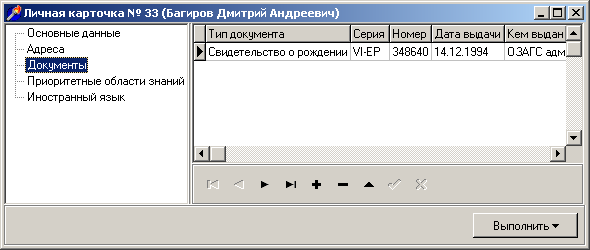 Личная карточка № 33 (Багиров Дмитрий Андреевич)
Основные данные
Адреса
Документы
Приоритетные области знаний
Иностранный язык
Тип документа Серия Номер Дата выдачи Кем выдан
Свидетельство о рождении VI-ЕР 348640 14.12.1994 ОЗАГС адм
Выполнить